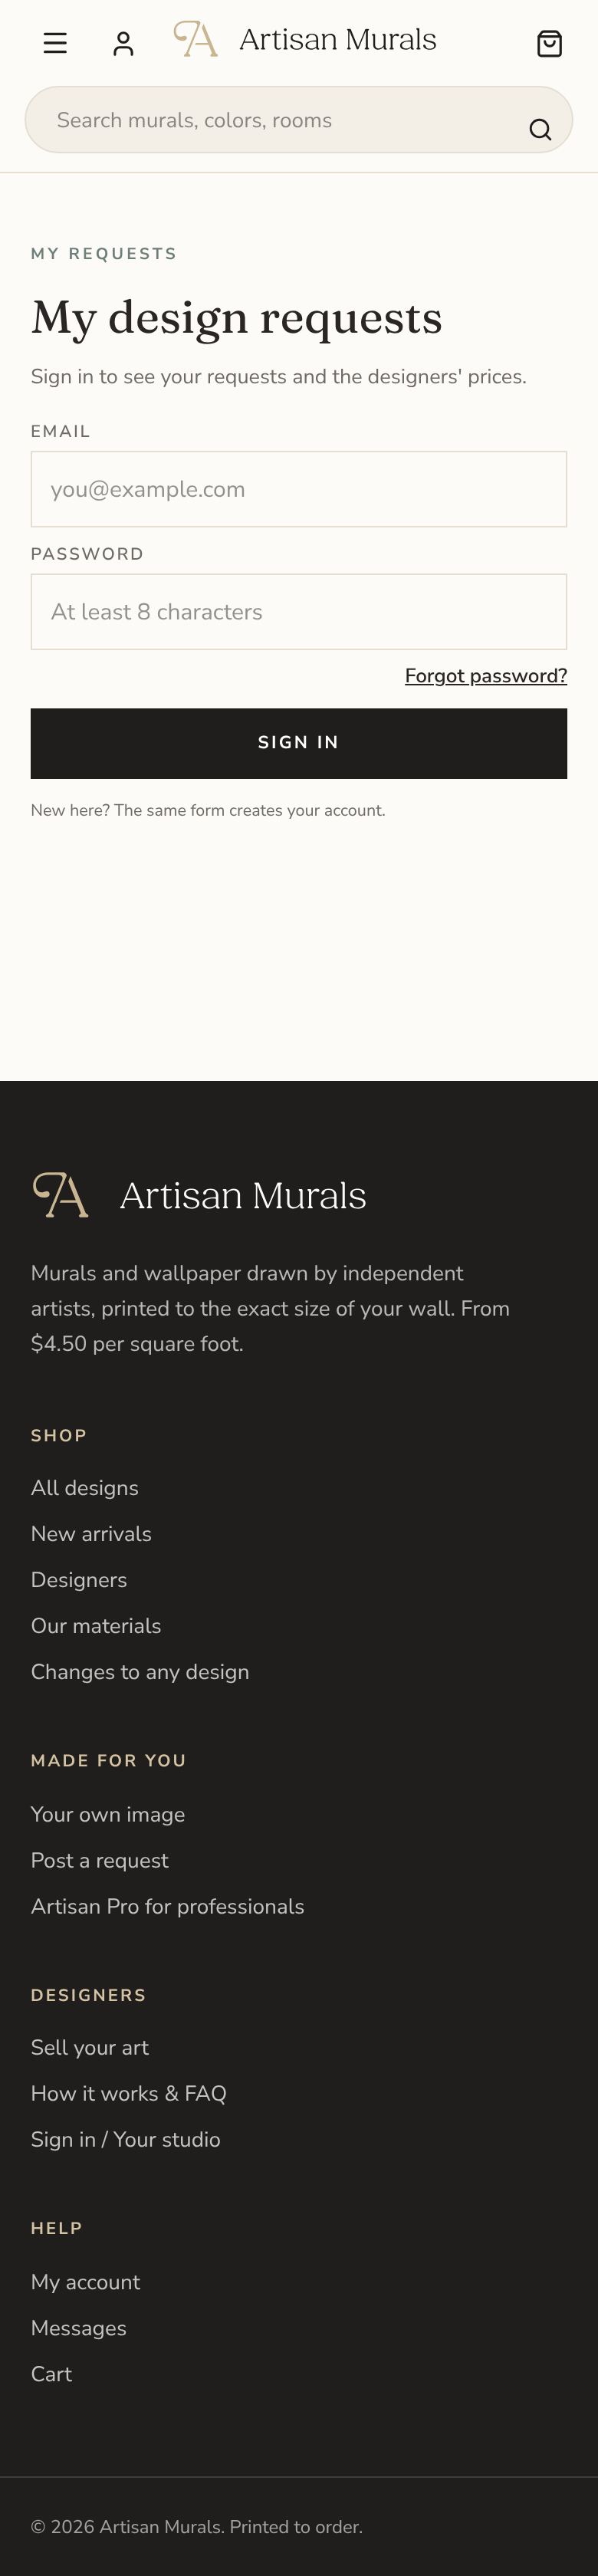 Artisan Murals
Search murals, colors, rooms
MY REQUESTS
My design requests
Sign in to see your requests and the designers' prices.
EMAIL
you@example.com
PASSWORD
At least 8 characters
Forgot password?
SIGN IN
New here? The same form creates your account.
Artisan Murals
Murals and wallpaper drawn by independent
artists, printed to the exact size of your wall. From
$4.50 per square foot.
SHOP
All designs
New arrivals
Designers
Our materials
Changes to any design
MADE FOR YOU
Your own image
Post a request
Artisan Pro for professionals
DESIGNERS
Sell your art
How it works & FAQ
Sign in / Your studio
HELP
My account
Messages
Cart
© 2026 Artisan Murals. Printed to order.